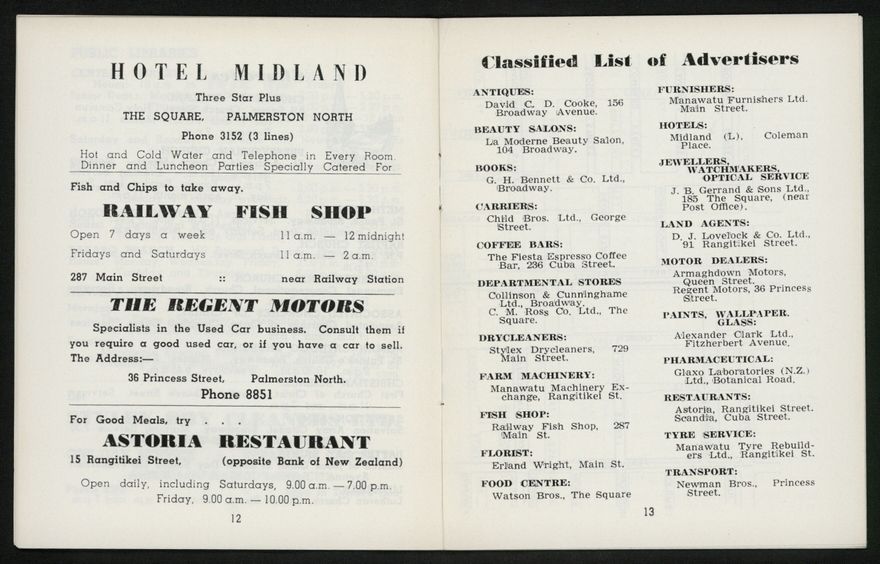 HOTEL MIDLAND
Three Star Plus
THE SQUARE, PALMERSTON NORTH
Phone 3152 (3 lines)
Hot and Cold Water and Telephone in Every Room.
Dinner and Luncheon Parties Specially Catered For
Fish and Chips to take away.
RAILWAY FISH SHOP
Open 7 days a week 11 a.m. — 12 midnight
Fridays and Saturdays 11 a.m. — 2 a.m.
287 Main Street :: near Railway Station
THE REGENT MOTORS
Specialists in the Used Car business. Consult them if
you require a good used car, or if you have a car to sell.
The Address:—
36 Princess Street, Palmerston North.
Phone 8851
For Good Meals, try . . .
ASTORIA RESTAURANT
15 Rangitikei Street, (opposite Bank of New Zealand)
Open daily, including Saturdays, 9.00 a.m. — 7.00 p.m.
Friday, 9.00 a.m. — 10.00 p.m.
12
Classified List of Advertisers
ANTIQUES:
David C. D. Cooke, 156
Broadway Avenue.
BEAUTY SALONS:
La Moderne Beauty Salon,
104 Broadway.
BOOKS:
G. H. Bennett & Co. Ltd.,
Broadway.
CARRIERS:
Child Bros. Ltd., George
Street.
COFFEE BARS:
The Fiesta Espresso Coffee
Bar, 236 Cuba Street.
DEPARTMENTAL STORES
Collinson & Cunninghame
Ltd., Broadway.
C. M. Ross Co. Ltd., The
Square.
DRYCLEANERS:
Stylex Drycleaners, 729
Main Street.
FARM MACHINERY:
Manawatu Machinery Ex-
change, Rangitikei St.
FISH SHOP:
Railway Fish Shop, 287
Main St.
FLORIST:
Erland Wright, Main St.
FOOD CENTRE:
Watson Bros., The Square
FURNISHERS:
Manawatu Furnishers Ltd.
Main Street.
HOTELS:
Midland (L). Coleman
Place.
JEWELLERS,
WATCHMAKERS,
OPTICAL SERVICE
J. B. Gerrand & Sons Ltd.,
185 The Square, (near
Post Office).
LAND AGENTS:
D. J. Lovelock & Co. Ltd.,
91 Rangitikei Street.
MOTOR DEALERS:
Armaghdown Motors,
Queen Street.
Regent Motors, 36 Princess
Street.
PAINTS, WALLPAPER.
GLASS:
Alexander Clark Ltd.,
Fitzherbert Avenue.
PHARMACEUTICAL:
Glaxo Laboratories (N.Z.)
Ltd., Botanical Road.
RESTAURANTS:
Astoria, Rangitikei Street.
Scandia, Cuba Street.
TYRE SERVICE:
Manawatu Tyre Rebuild-
ers Ltd., Rangitikei St.
TRANSPORT:
Newman Bros., Princess
Street.
13